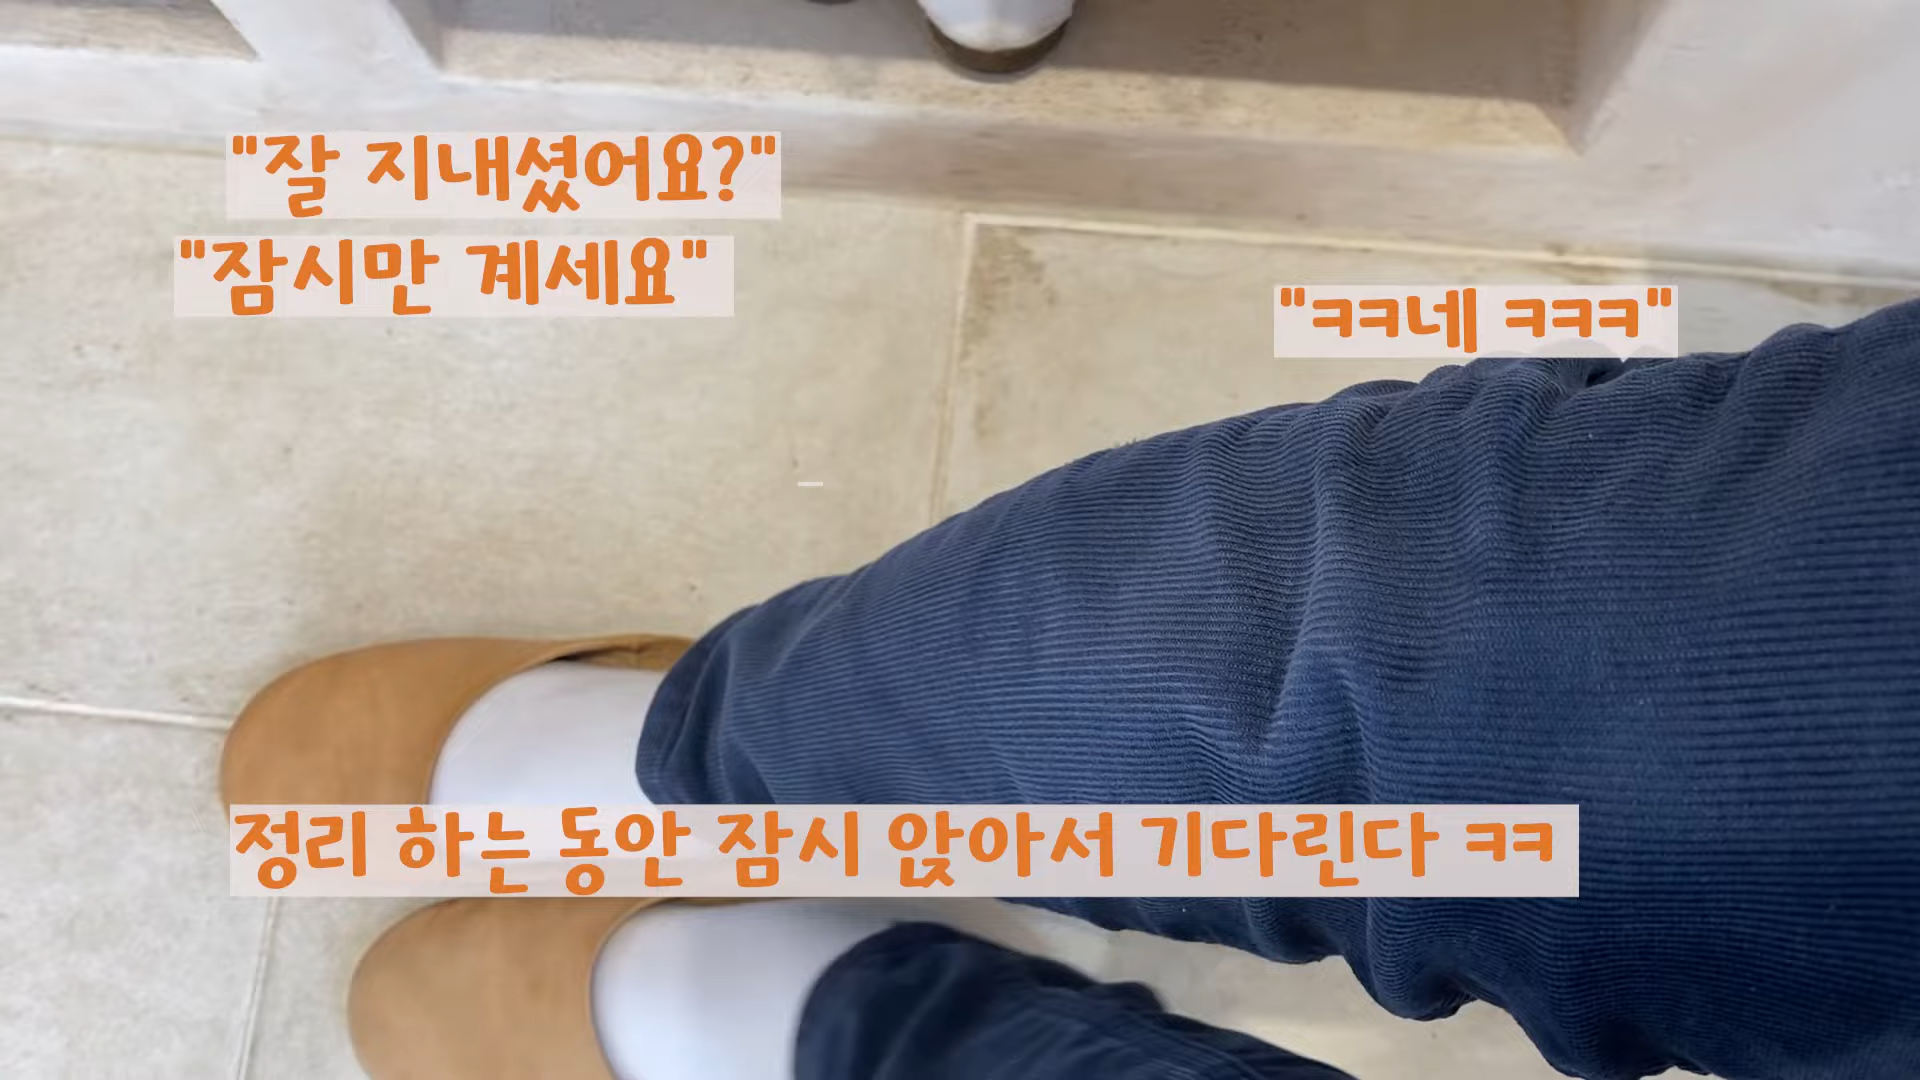 "잘 지내셨어요?"
"잠시만 계세요"
"ㅋㅋ네 ㅋㅋㅋ"
정리 하는 동안 잠시 앉아서 기다린다 ㅋㅋ